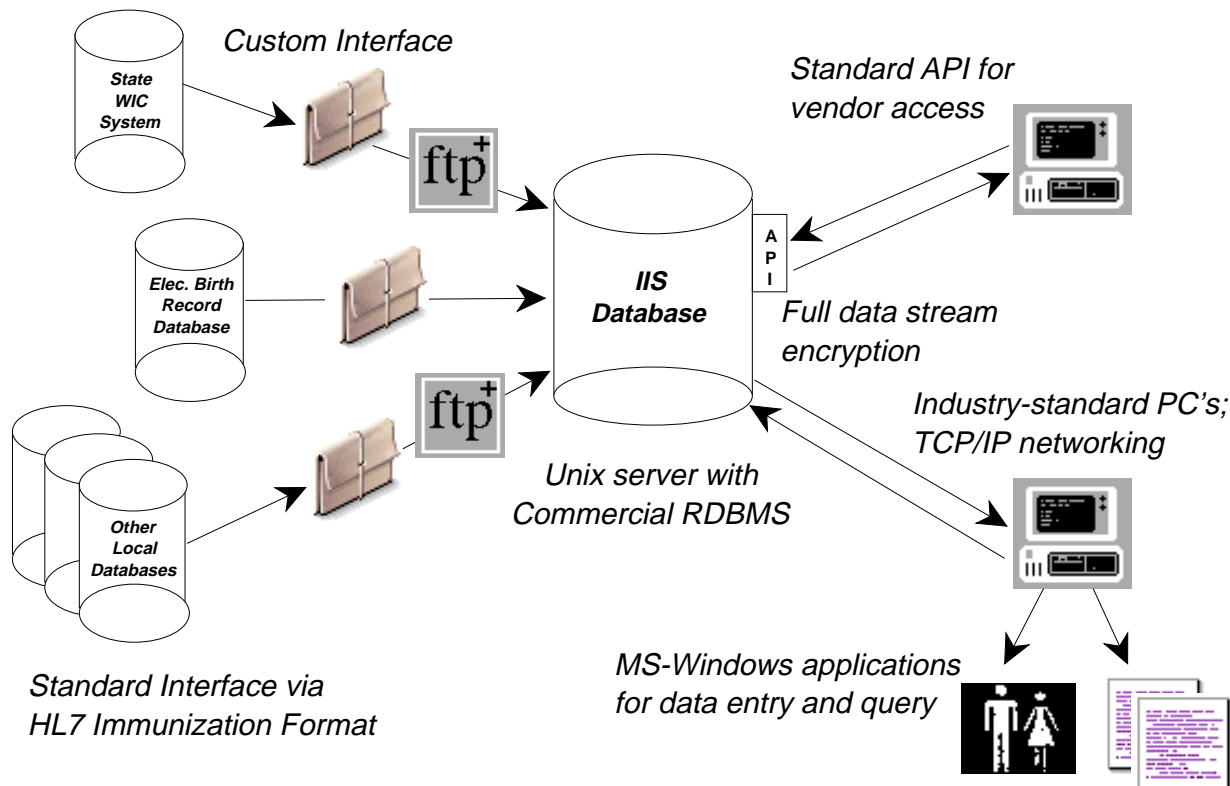 Custom Interface
State
WIC
System
ftp+
Standard API for
vendor access
Elec. Birth
Record
Database
IIS
Database
A
P
I
Full data stream
encryption
ftp+
Industry-standard PC's;
TCP/IP networking
Unix server with
Commercial RDBMS
Other
Local
Databases
Standard Interface via
HL7 Immunization Format
MS-Windows applications
for data entry and query